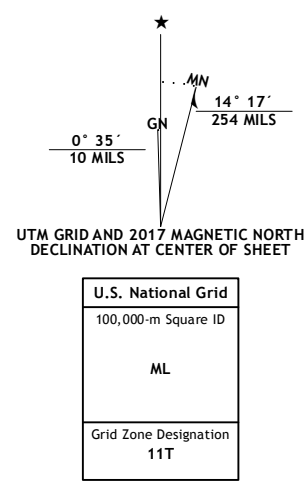 ★
MN
GN
0° 35´
10 MILS
14° 17´
254 MILS
UTM GRID AND 2017 MAGNETIC NORTH
DECLINATION AT CENTER OF SHEET
U.S. National Grid
100,000-m Square ID
ML
Grid Zone Designation
11T